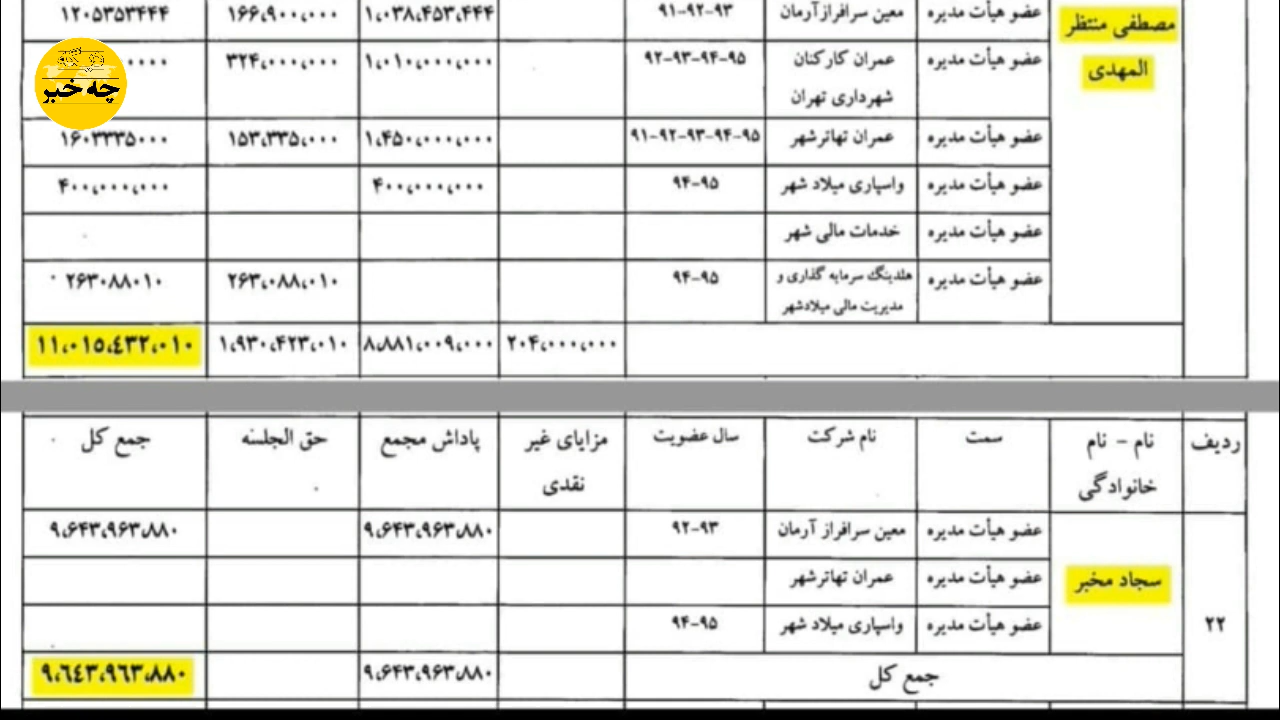 مصطفی منتظر
المهدی
عضو هیأت مدیره معین سرافرازآرمان ۹۱-۹۲-۹۳ ۱،۰۳۸،۴۵۳،۴۴۴ ۱۶۶،۹۰۰،۰۰۰ ۱۲۰۵۳۵۳۴۴۴
عضو هیأت مدیره عمران کارکنان ۹۲-۹۳-۹۴-۹۵ ۱،۰۱۰،۰۰۰،۰۰۰ ۳۲۴،۰۰۰،۰۰۰
شهرداری تهران
عضو هیأت مدیره عمران تهاترشهر ۹۱-۹۲-۹۳-۹۴-۹۵ ۱،۴۵۰،۰۰۰،۰۰۰ ۱۵۳،۳۳۵،۰۰۰ ۱۶۰۳۳۳۵۰۰۰
عضو هیأت مدیره واسپاری میلاد شهر ۹۴-۹۵ ۴۰۰،۰۰۰،۰۰۰ ۴۰۰،۰۰۰،۰۰۰
عضو هیأت مدیره خدمات مالی شهر
عضو هیأت مدیره هلدینگ سرمایه گذاری و ۹۴-۹۵ ۲۶۳،۰۸۸،۰۱۰ ۲۶۳۰۸۸۰۱۰
مدیریت مالی میلادشهر
۲۰۴،۰۰۰،۰۰۰ ۸،۸۸۱،۰۰۹،۰۰۰ ۱،۹۳۰،۴۲۳،۰۱۰ ۱۱،۰۱۵،٤۳۲،۰۱۰
ردیف نام - نام سمت نام شرکت سال عضویت مزایای غیر پاداش مجمع حق الجلسه جمع کل
خانوادگی نقدی
عضو هیأت مدیره معین سرافراز آرمان ۹۲-۹۳ ۹،۶۴۳،۹۶۳،۸۸۰ ۹،۶۴۳،۹۶۳،۸۸۰
سجاد مخبر عضو هیأت مدیره عمران تهاترشهر
۲۲ عضو هیأت مدیره واسپاری میلاد شهر ۹۴-۹۵
جمع کل ۹،۶۴۳،۹۶۳،۸۸۰ ۹،٦٤۳،۹٦۳،۸۸۰
چه خبر